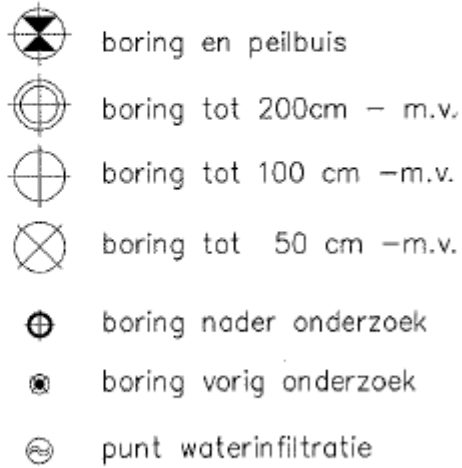 boring en peilbuis
boring tot 200cm – m.v.
boring tot 100 cm –m.v.
boring tot 50 cm –m.v.
boring nader onderzoek
boring vorig onderzoek
punt waterinfiltratie